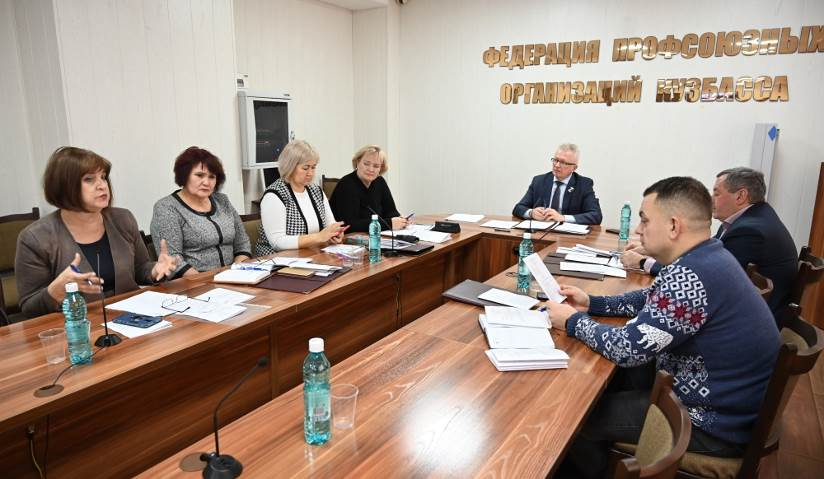 ФЕДЕРАЦИЯ ПРОФСОЮЗНЫХ
ОРГАНИЗАЦИЙ КУЗБАССА